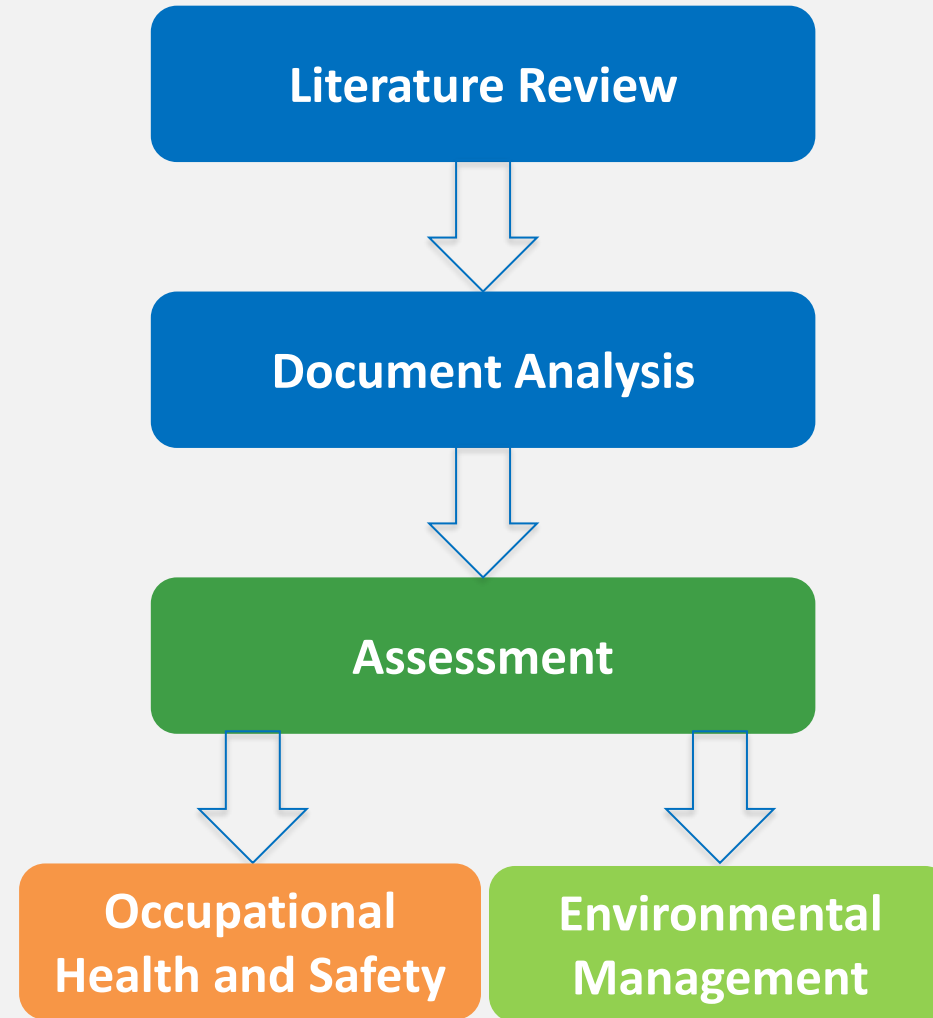 Literature Review
Document Analysis
Assessment
Occupational
Health and Safety
Environmental
Management